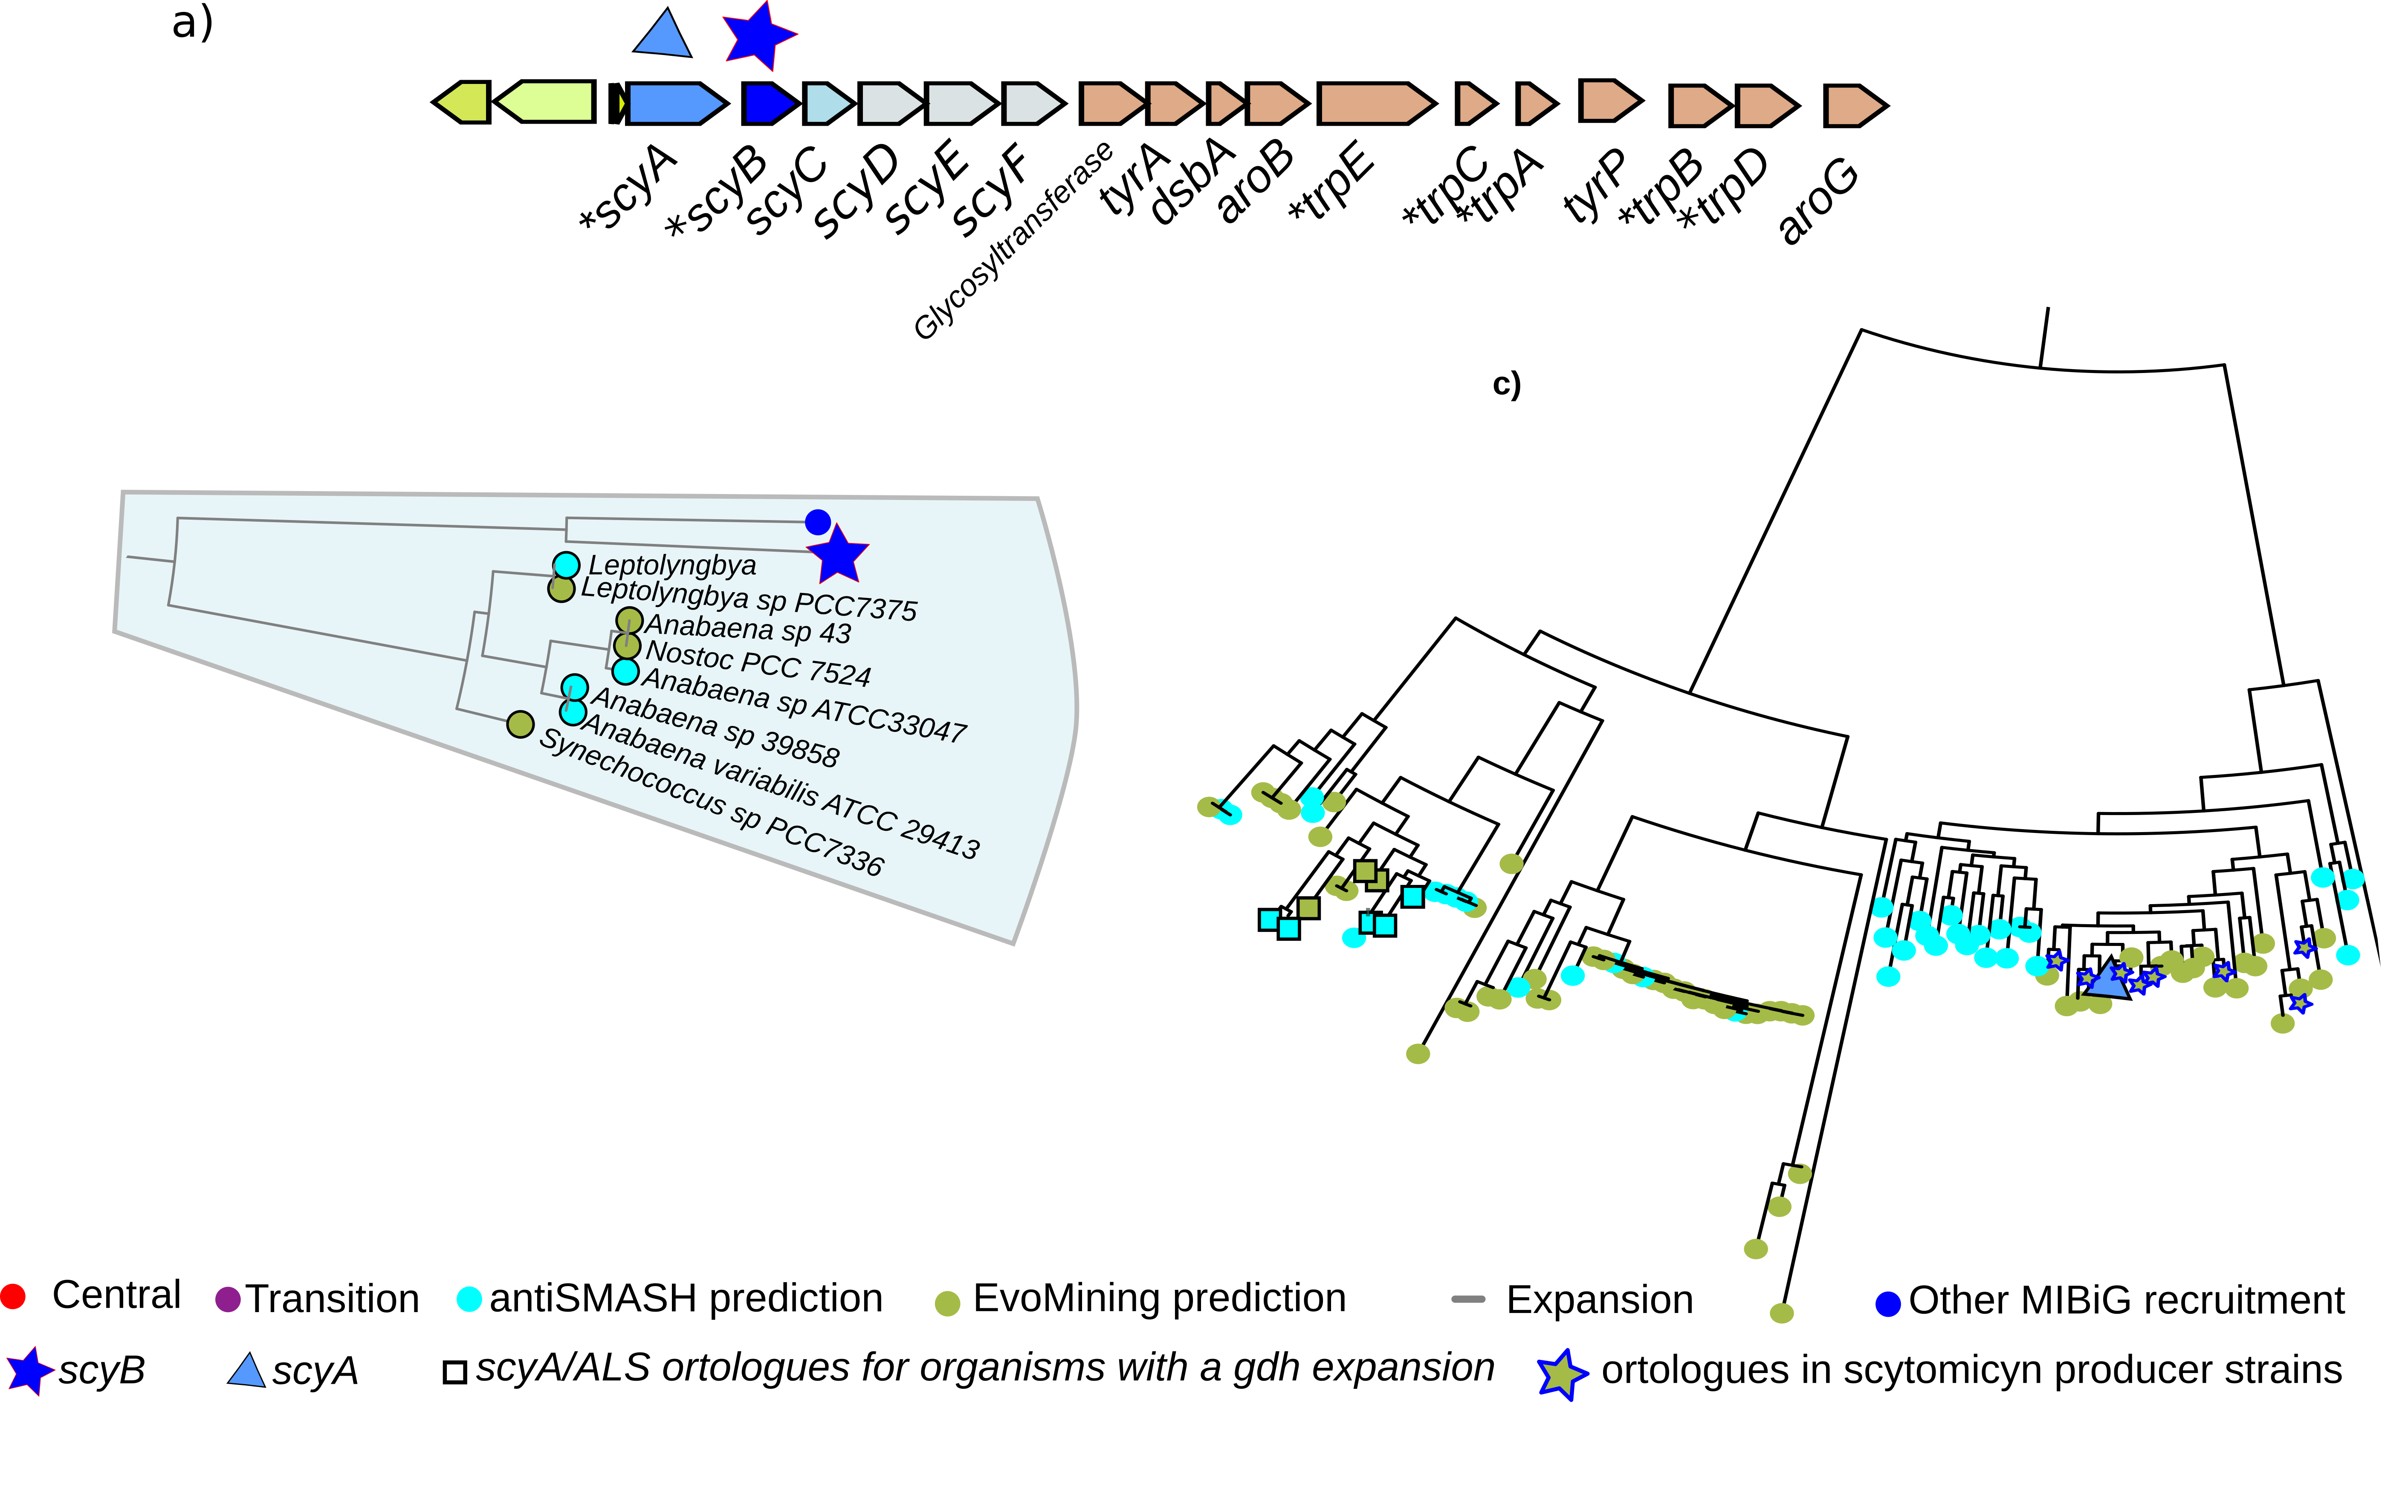 a)
*scyA
*scyB
scyC
scyD
scyE
scyF
Glycosyltransferase
tyrA
dsbA
aroB
*trpE
*trpC
*trpA
tyrP
*trpB
*trpD
aroG
c)
Leptolyngbya
Leptolyngbya sp PCC7375
Anabaena sp 43
Nostoc PCC 7524
Anabaena sp ATCC33047
Anabaena sp 39858
Anabaena variabilis ATCC 29413
Synechococcus sp PCC7336
Central Transition antiSMASH prediction EvoMining prediction Expansion Other MIBiG recruitment
scyB scyA scyA/ALS ortologues for organisms with a gdh expansion ortologues in scytomicyn producer strains